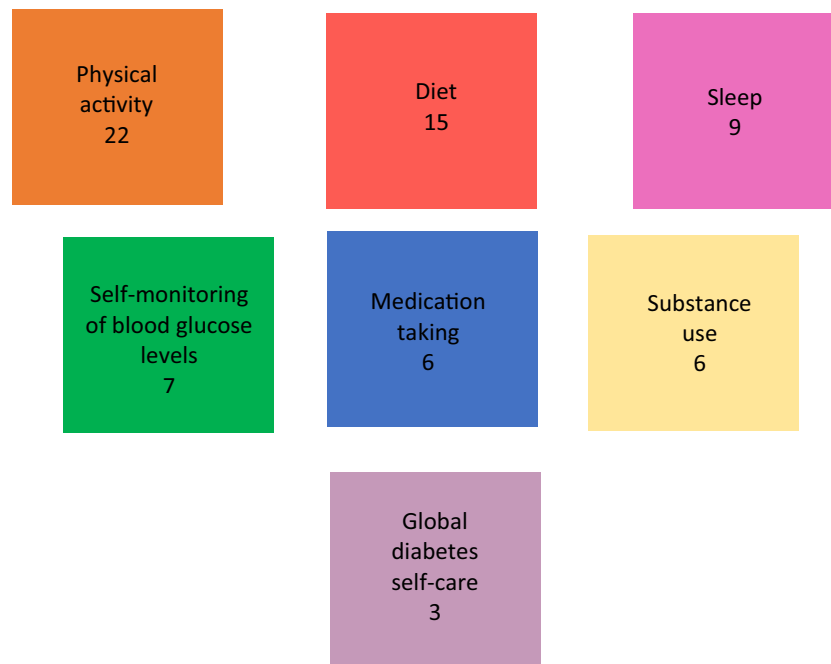 Physical
activity
22
Diet
15
Sleep
9
Self-monitoring
of blood glucose
levels
7
Medication
taking
6
Substance
use
6
Global
diabetes
self-care
3